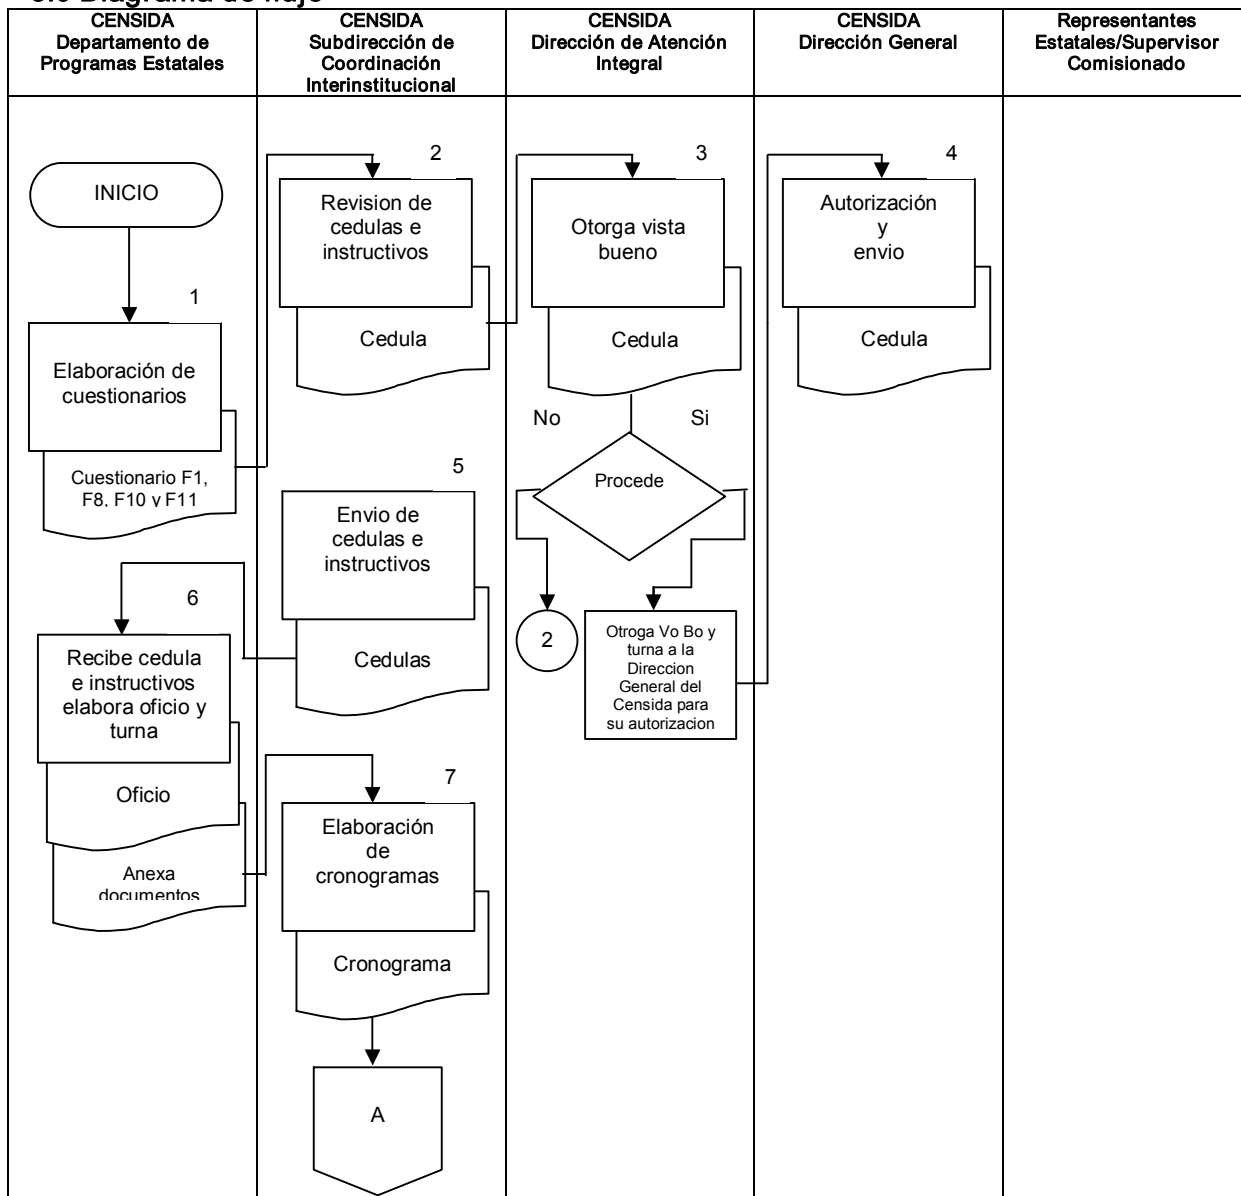 CENSIDA
Departamento de
Programas Estatales
CENSIDA
Subdirección de
Coordinación
Interinstitucional
CENSIDA
Dirección de Atención
Integral
CENSIDA
Dirección General
Representantes
Estatales/Supervisor
Comisionado
INICIO
1
Elaboración de
cuestionarios
Cuestionario F1,
F8, F10 y F11
2
Revision de
cedulas e
instructivos
Cedula
3
Otorga vista
bueno
Cedula
No
Si
Procede
2
Otroga Vo Bo y
turna a la
Direccion
General del
Censida para
su autorizacion
4
Autorización
y
envio
Cedula
5
Envio de
cedulas e
instructivos
Cedulas
6
Recibe cedula
e instructivos
elabora oficio y
turna
Oficio
Anexa
documentos
7
Elaboración
de
cronogramas
Cronograma
A